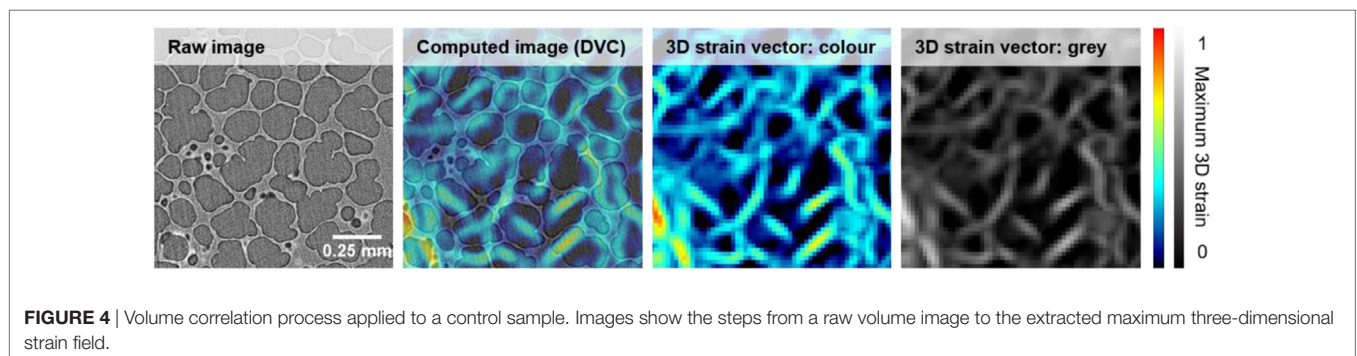 Raw image
Computed image (DVC)
3D strain vector: colour
3D strain vector: grey
0.25 mm
1
Maximum 3D strain
0
FIGURE 4 | Volume correlation process applied to a control sample. Images show the steps from a raw volume image to the extracted maximum three-dimensional
strain field.